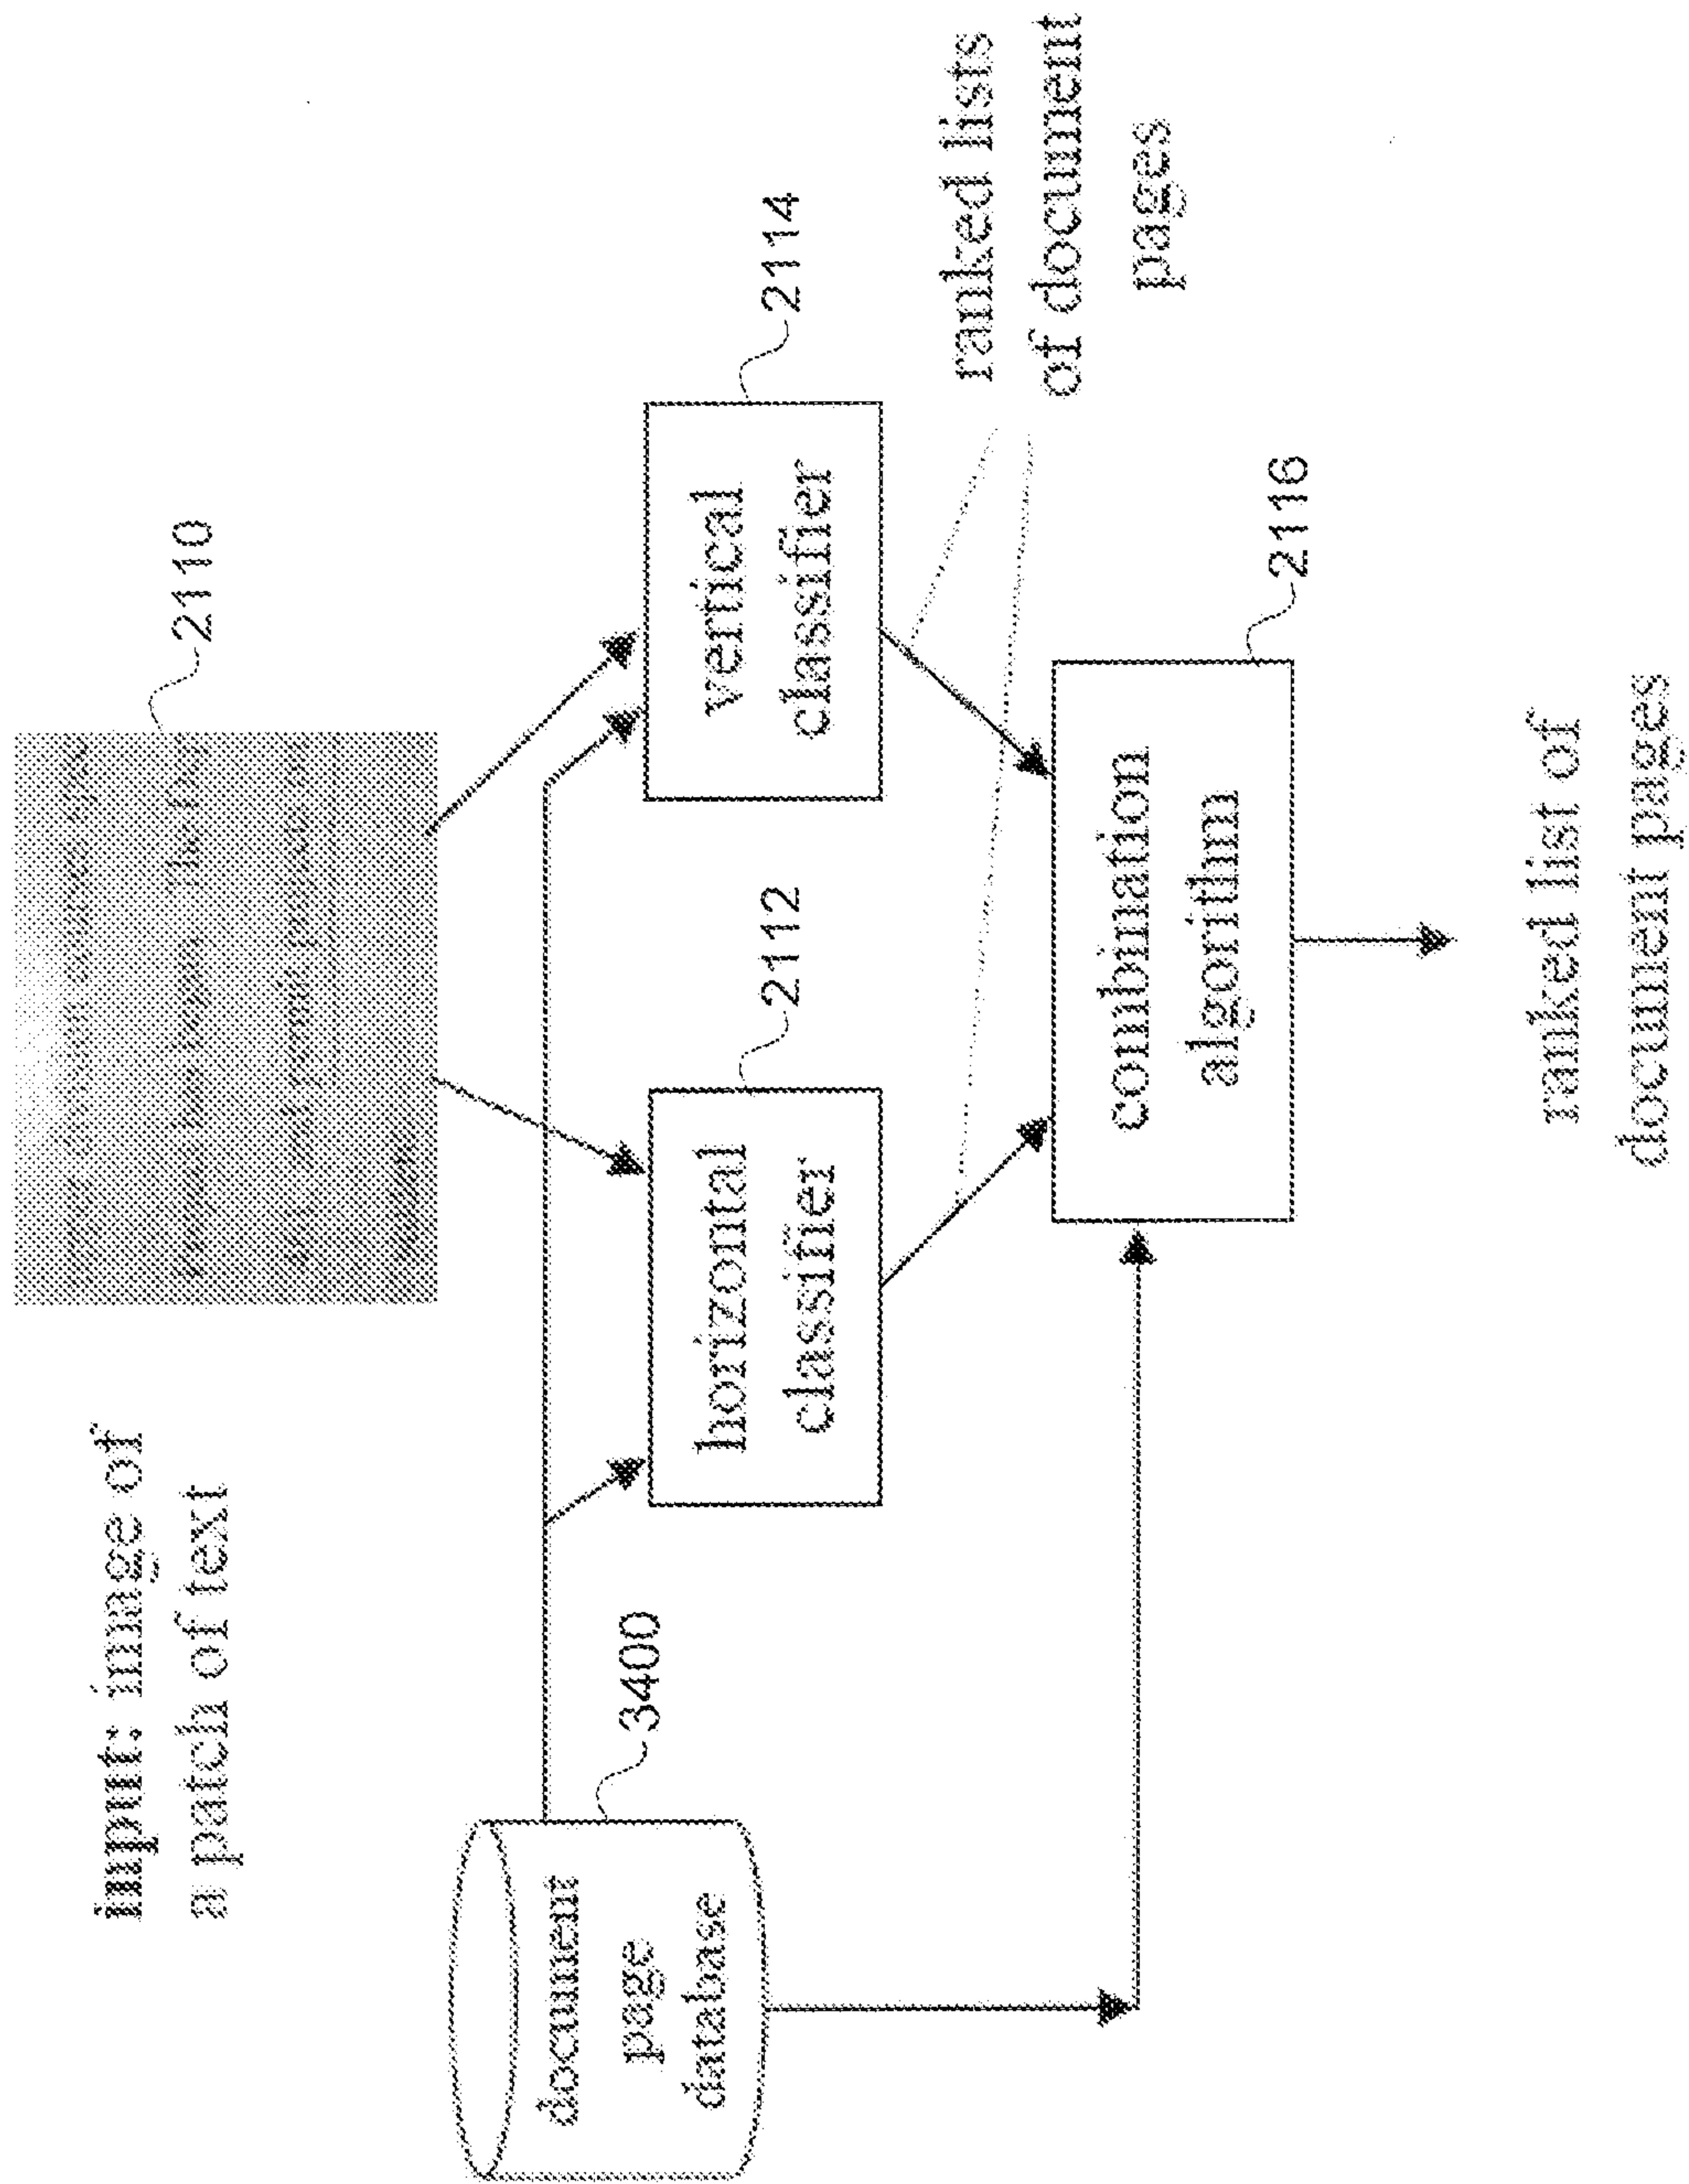 input: image of
a patch of text
2110
document
page
database
3400
horizontal
classifier
2112
vertical
classifier
2114
ranked lists
of document
pages
combination
algorithm
2116
ranked list of
document pages